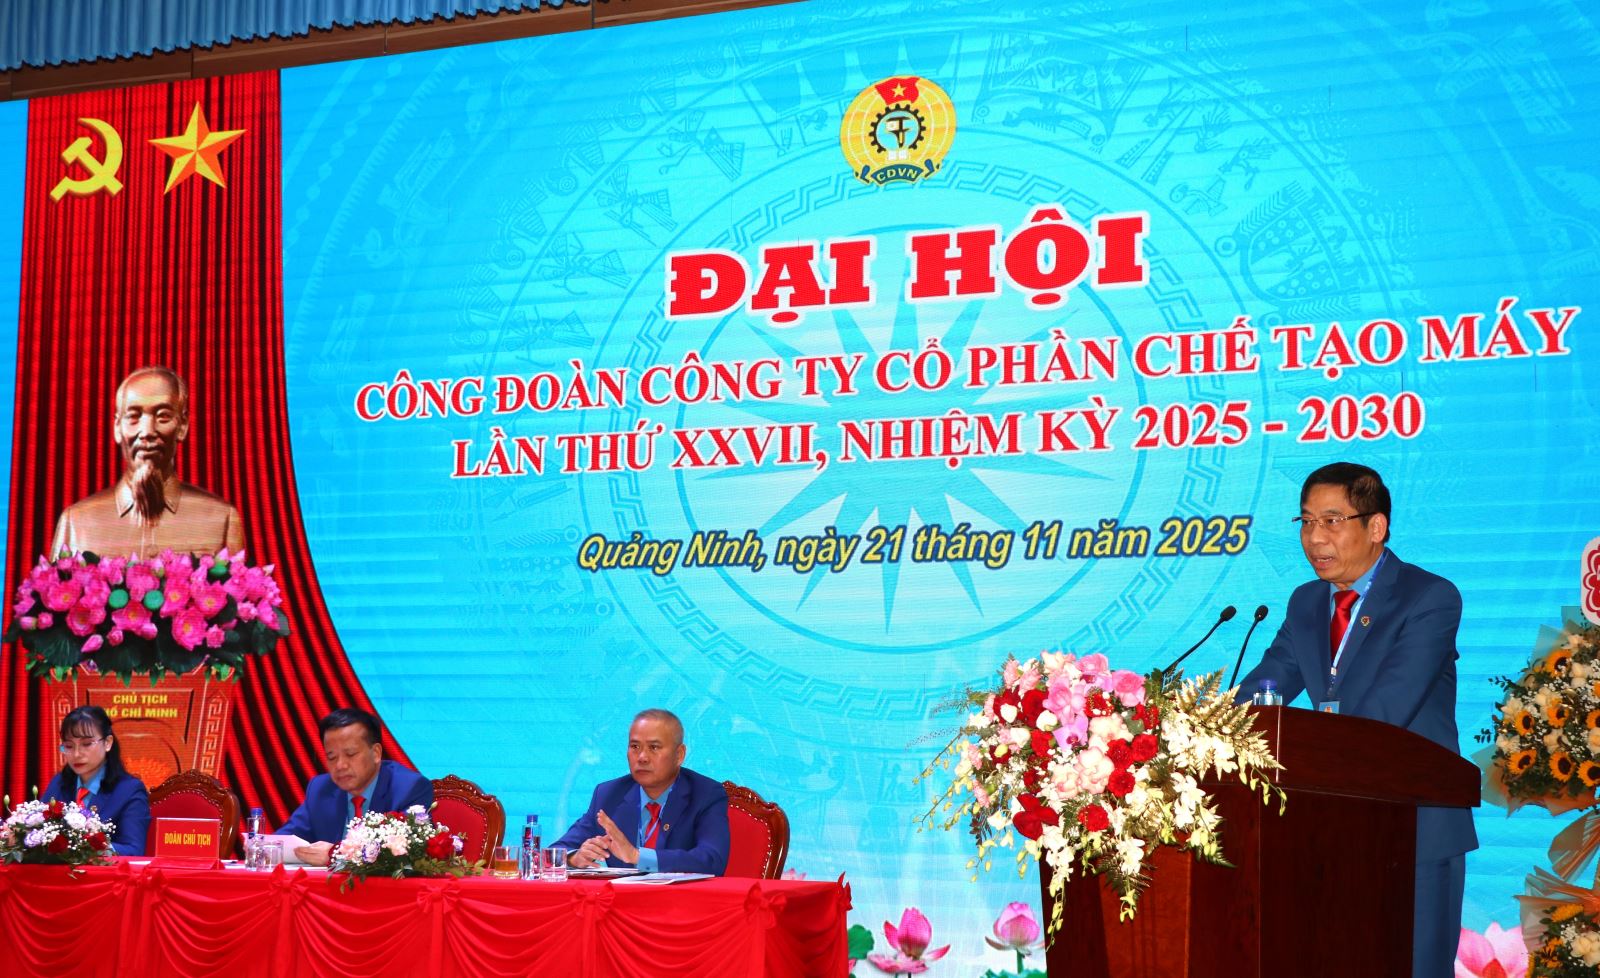 CDVN
ĐẠI HỘI
CÔNG ĐOÀN CÔNG TY CỔ PHẦN CHẾ TẠO MÁY
LẦN THỨ XXVII, NHIỆM KỲ 2025 - 2030
Quảng Ninh, ngày 21 tháng 11 năm 2025
CHỦ TỊCH
HỒ CHÍ MINH
ĐOÀN CHỦ TỊCH